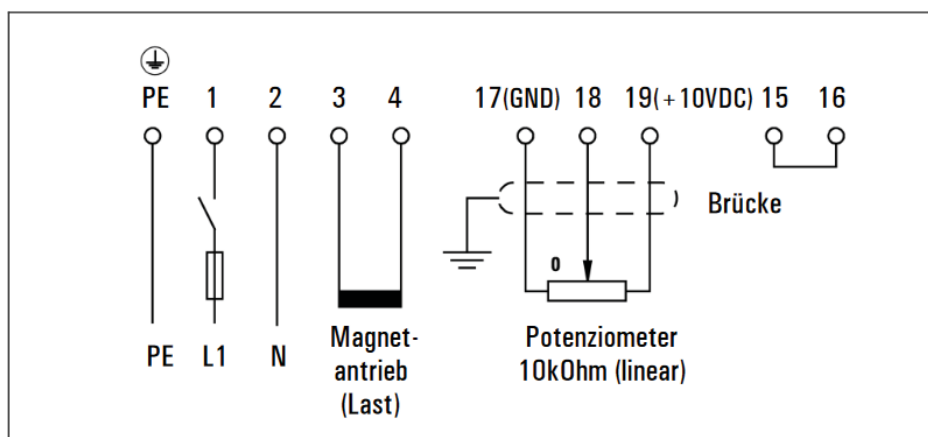 PE 1 2 3 4 17(GND) 18 19(+10VDC) 15 16
Brücke
0
PE L1 N
Magnet-
antrieb
(Last)
Potenziometer
10kOhm (linear)